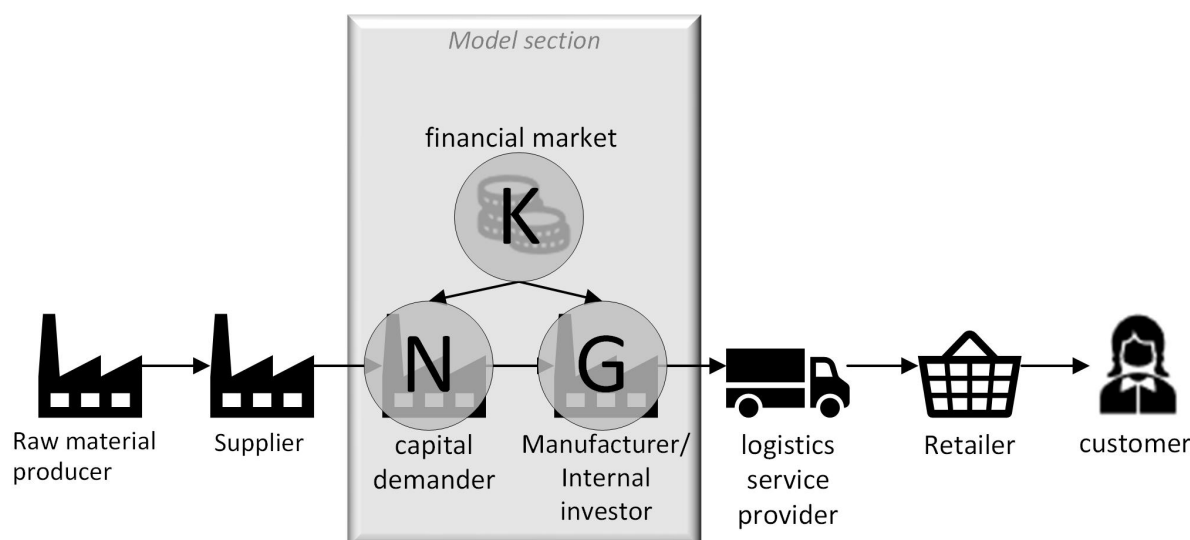 Model section
financial market
K
N
G
Raw material
producer
Supplier
capital
demander
Manufacturer/
Internal
investor
logistics
service
provider
Retailer
customer